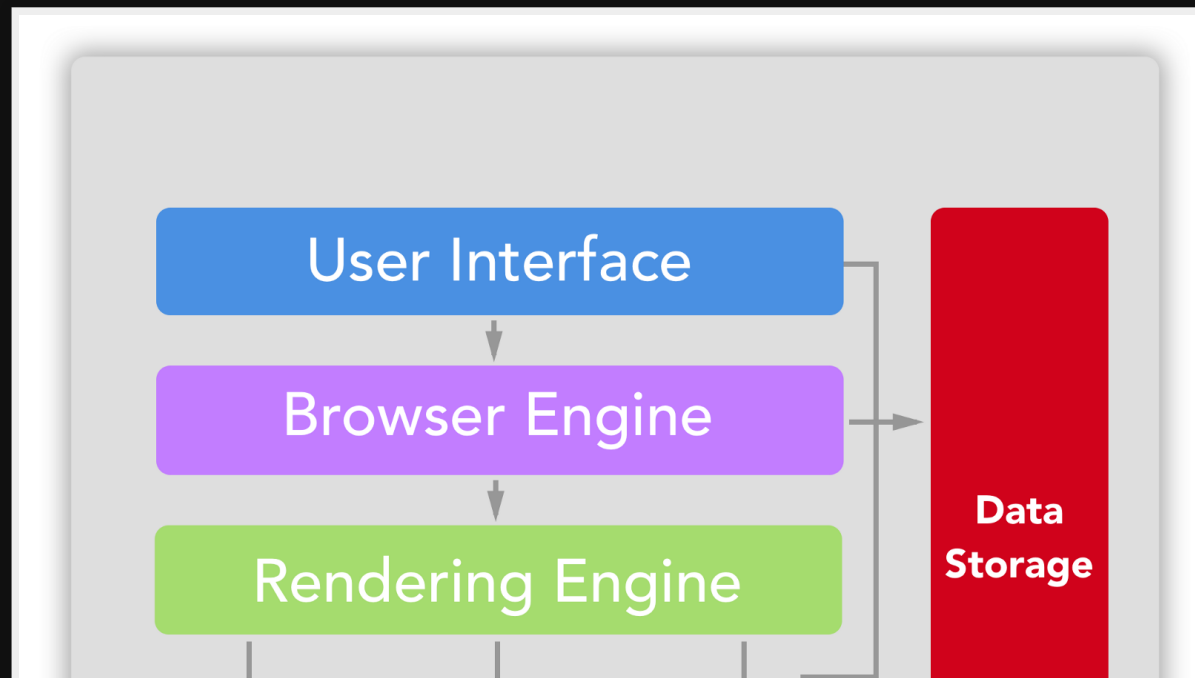 User Interface
Browser Engine
Data
Storage
Rendering Engine